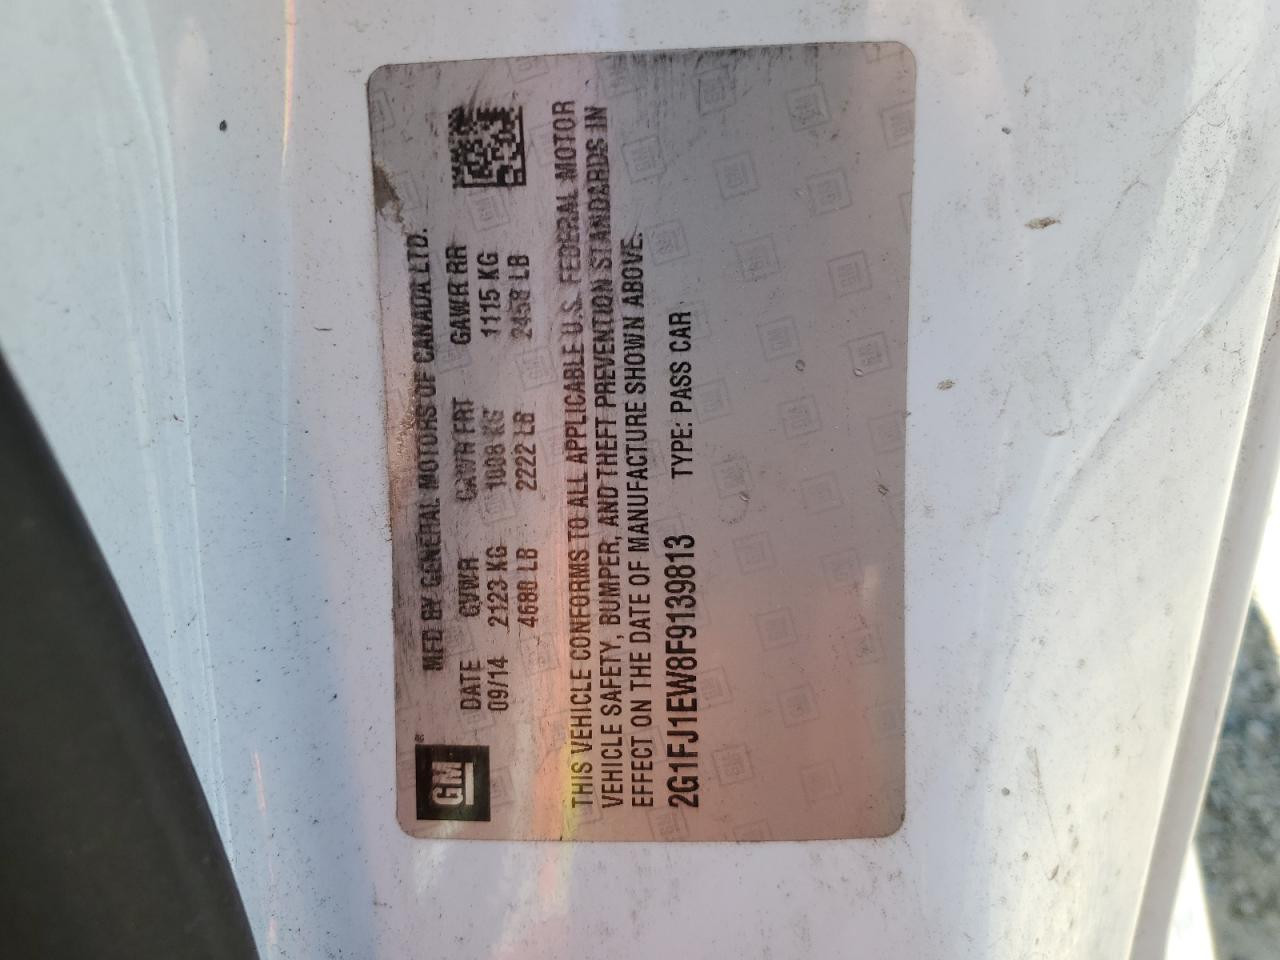 GM®
MFD BY GENERAL MOTORS OF CANADA LTD.
DATE GVWR GAWR FRT GAWR RR
09/14 2123 KG 1008 KG 1115 KG
4680 LB 2222 LB 2458 LB
THIS VEHICLE CONFORMS TO ALL APPLICABLE U.S. FEDERAL MOTOR
VEHICLE SAFETY, BUMPER, AND THEFT PREVENTION STANDARDS IN
EFFECT ON THE DATE OF MANUFACTURE SHOWN ABOVE.
2G1FJ1EW8F9139813 TYPE: PASS CAR